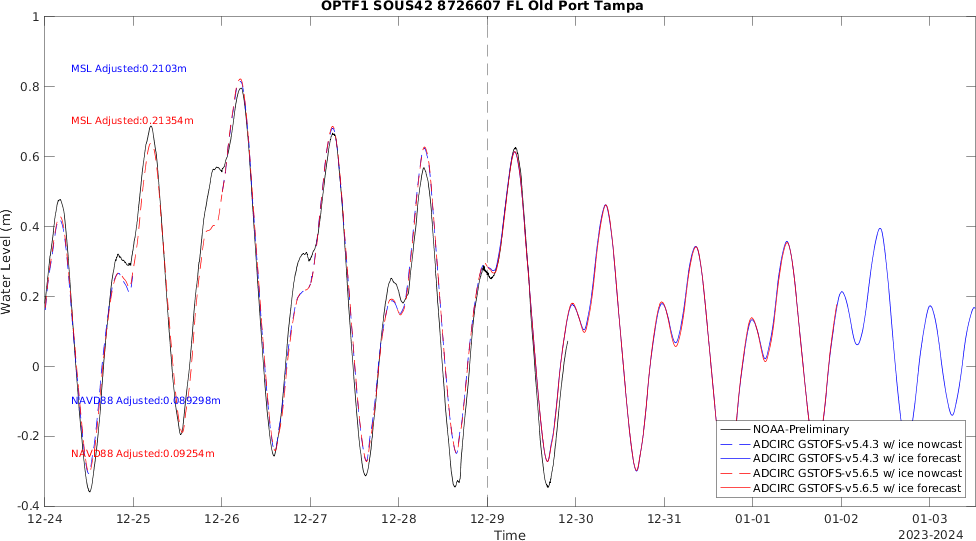 OPTF1 SOUS42 8726607 FL Old Port Tampa
1
0.8
0.6
0.4
0.2
0
-0.2
-0.4
Water Level (m)
MSL Adjusted:0.2103m
MSL Adjusted:0.21354m
NAVD88 Adjusted:0.089298m
NAVD88 Adjusted:0.09254m
NOAA-Preliminary
ADCIRC GSTOFS-v5.4.3 w/ ice nowcast
ADCIRC GSTOFS-v5.4.3 w/ ice forecast
ADCIRC GSTOFS-v5.6.5 w/ ice nowcast
ADCIRC GSTOFS-v5.6.5 w/ ice forecast
12-24 12-25 12-26 12-27 12-28 12-29 12-30 12-31 01-01 01-02 01-03
Time
2023-2024